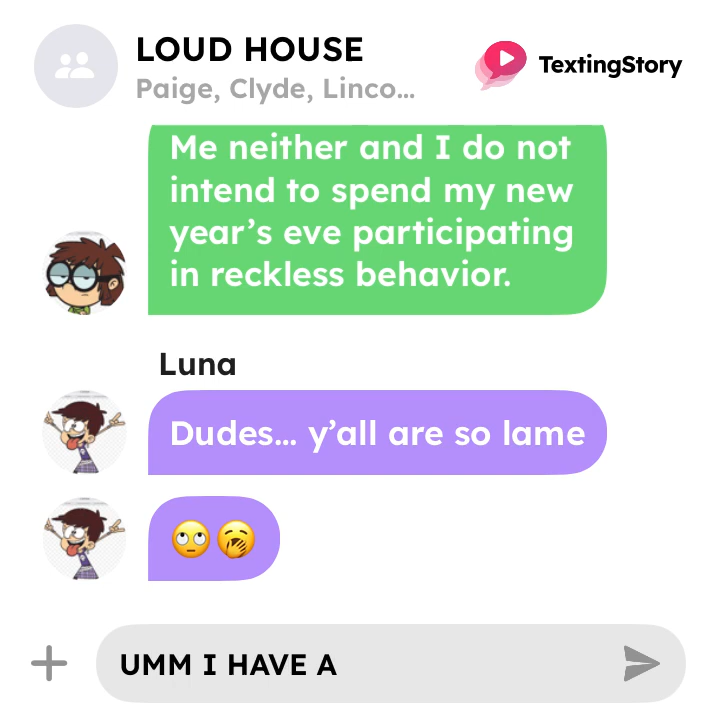 LOUD HOUSE
Paige, Clyde, Linco...
TextingStory
Me neither and I do not
intend to spend my new
year’s eve participating
in reckless behavior.
Luna
Dudes... y’all are so lame
🙄🥱
UMM I HAVE A